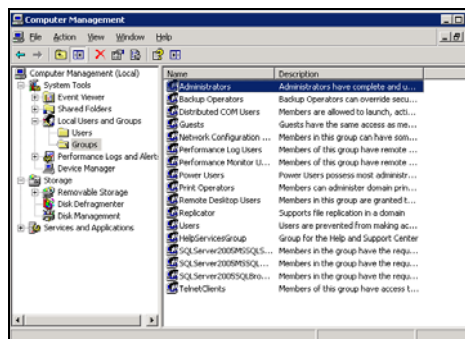 Computer Management
File Action View Window Help
Computer Management (Local)
System Tools
Event Viewer
Shared Folders
Local Users and Groups
Users
Groups
Performance Logs and Alert
Device Manager
Storage
Removable Storage
Disk Defragmenter
Disk Management
Services and Applications
Name Description
Administrators Administrators have complete and u...
Backup Operators Backup Operators can override secu...
Distributed COM Users Members are allowed to launch, acti...
Guests Guests have the same access as me...
Network Configuration ... Members in this group can have som...
Performance Log Users Members of this group have remote ...
Performance Monitor U... Members of this group have remote ...
Power Users Power Users possess most administr...
Print Operators Members can administer domain prin...
Remote Desktop Users Members in this group are granted t...
Replicator Supports file replication in a domain
Users Users are prevented from making ac...
HelpServicesGroup Group for the Help and Support Center
SQLServer2005MSSQLS... Members in the group have the requ...
SQLServer2005MSSQL... Members in the group have the requ...
SQLServer2005SQLBro... Members in the group have the requ...
TelnetClients Members of this group have access t...